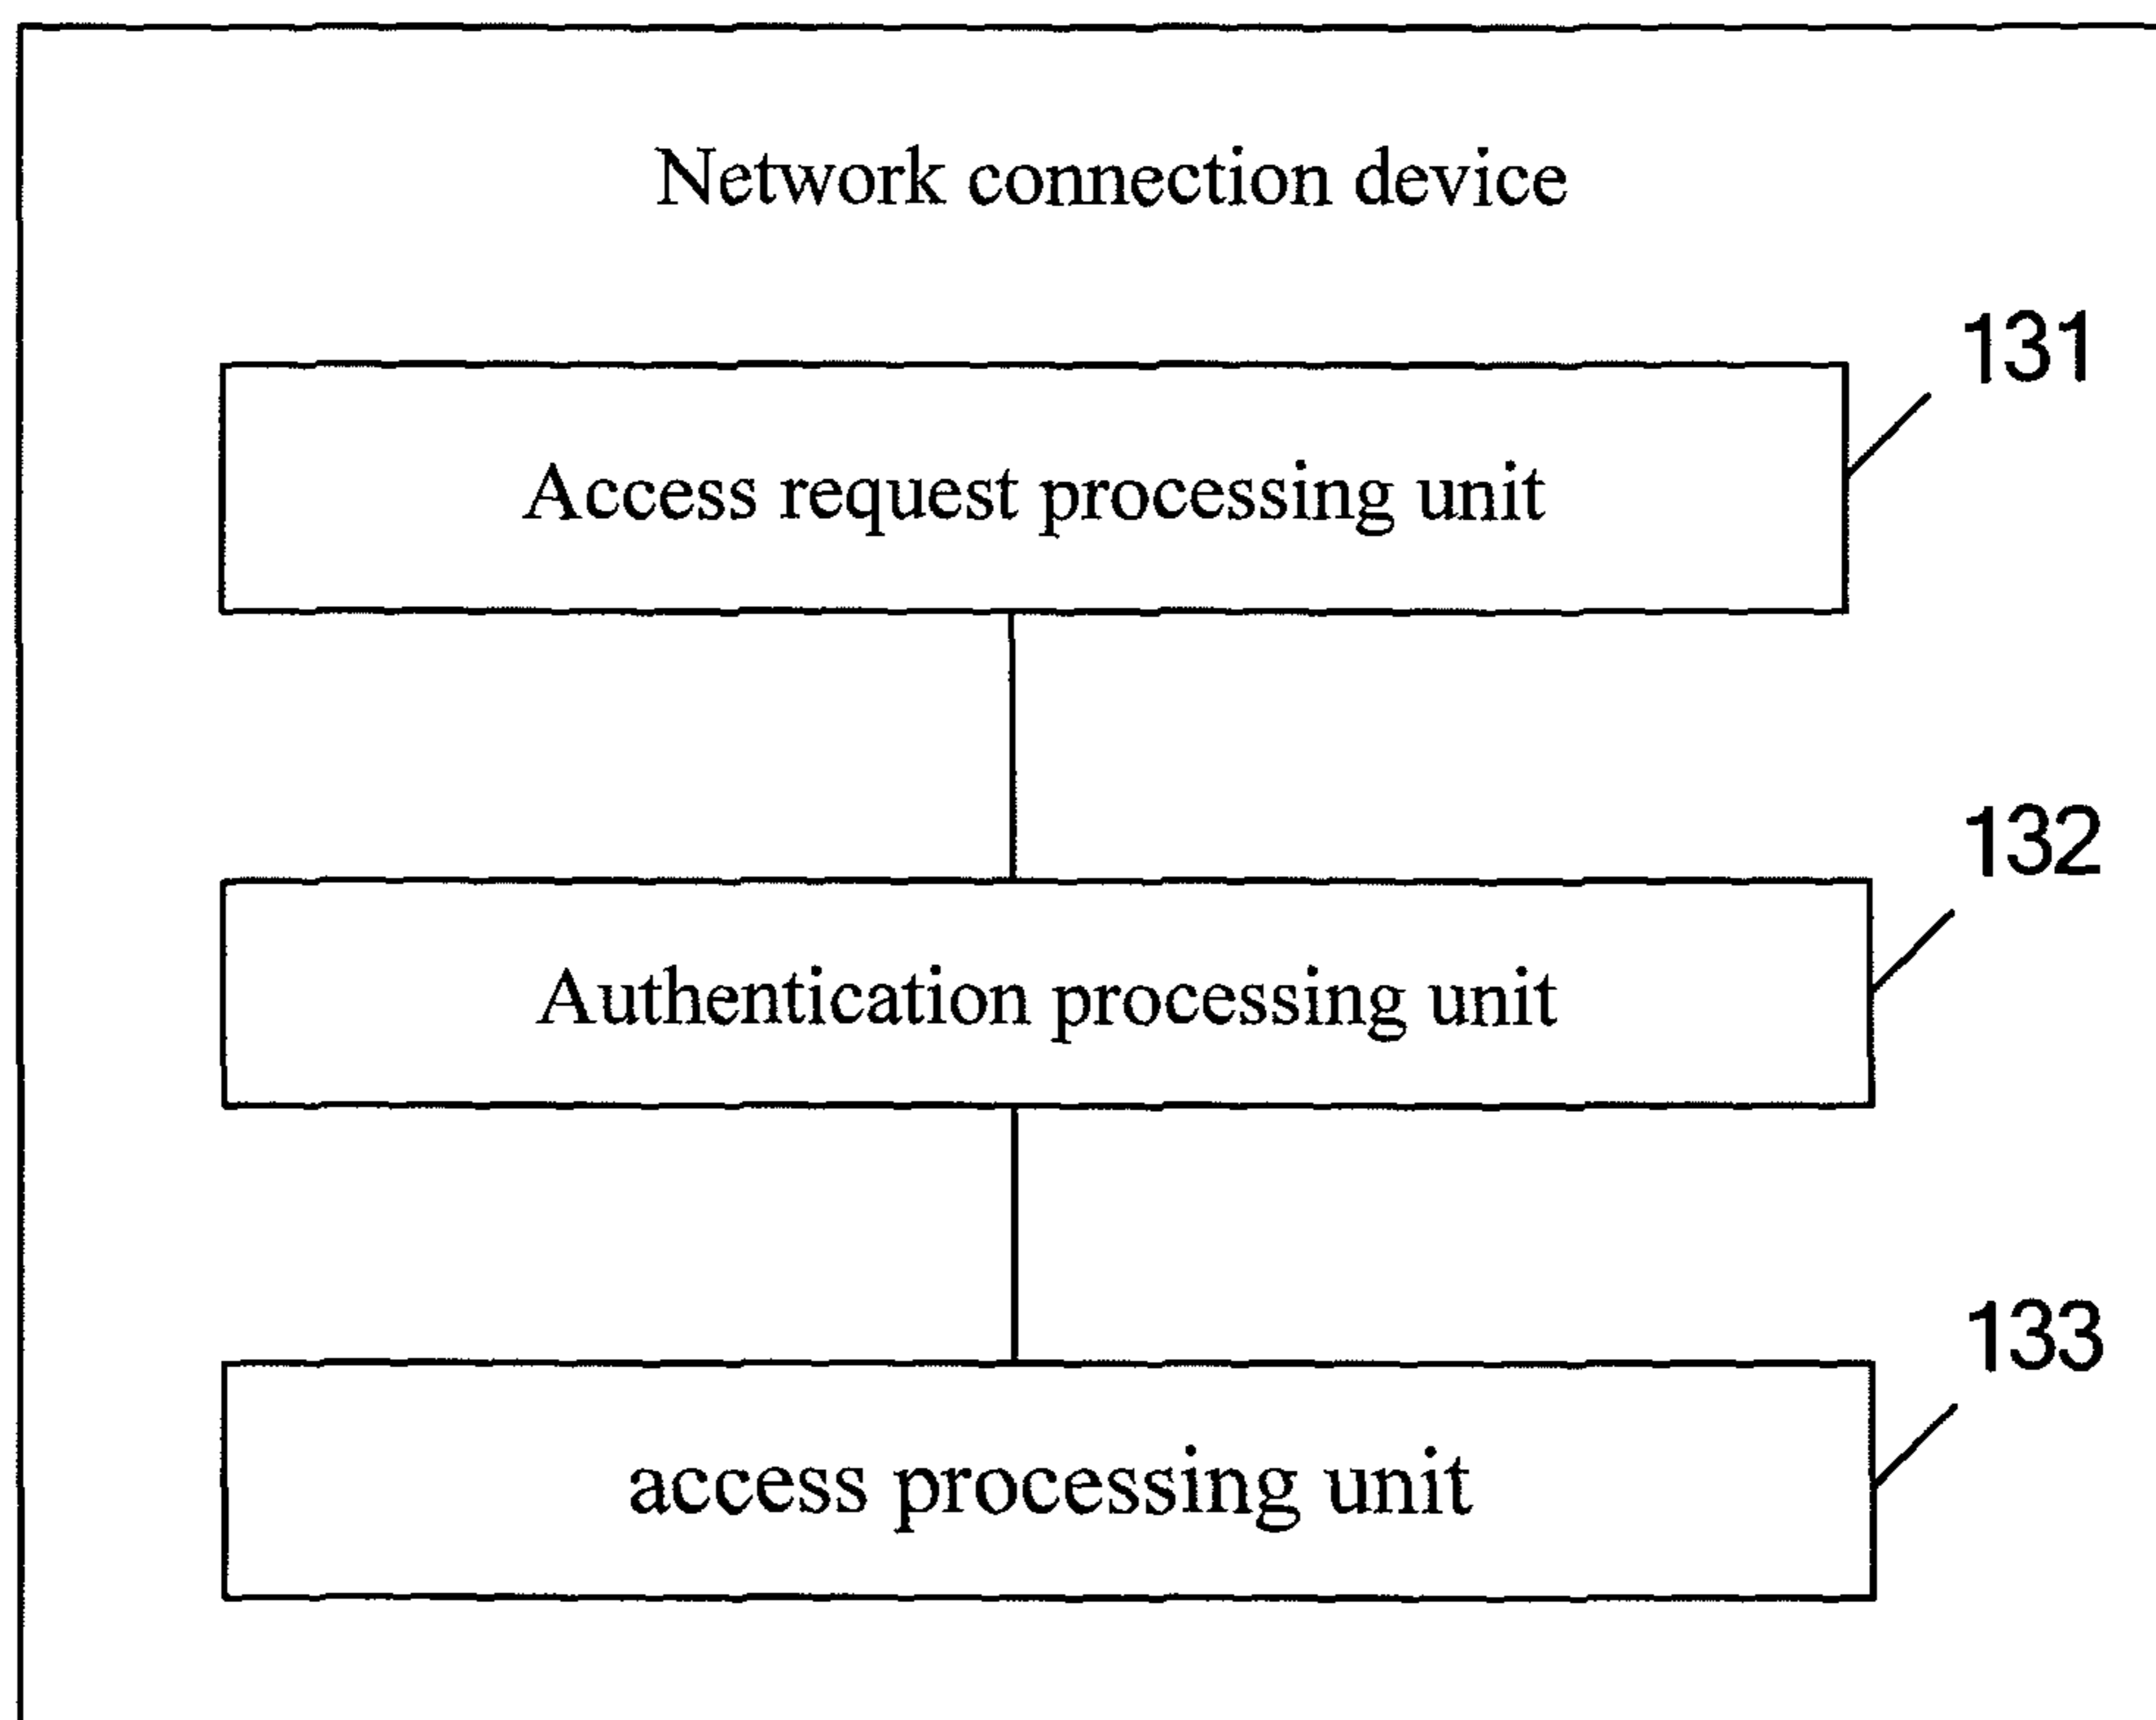 Network connection device
131
Access request processing unit
132
Authentication processing unit
133
access processing unit